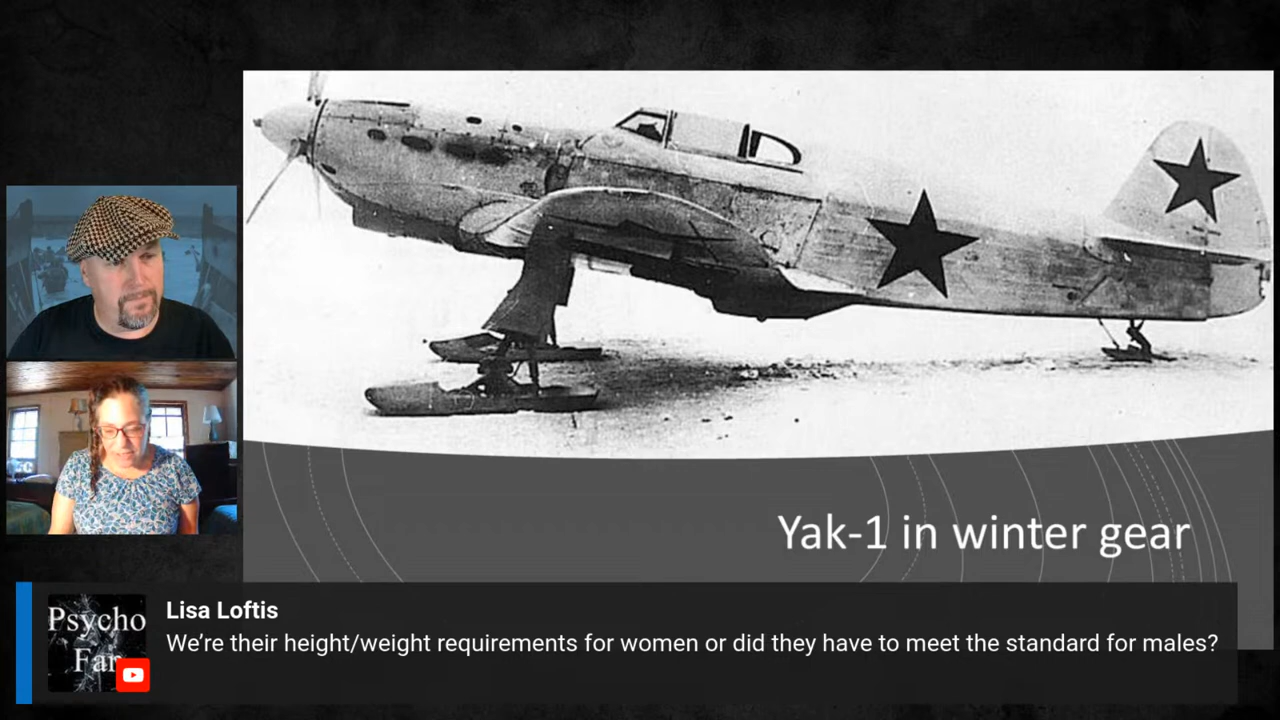 Yak-1 in winter gear
Psycho
Fan
Lisa Loftis
We’re their height/weight requirements for women or did they have to meet the standard for males?